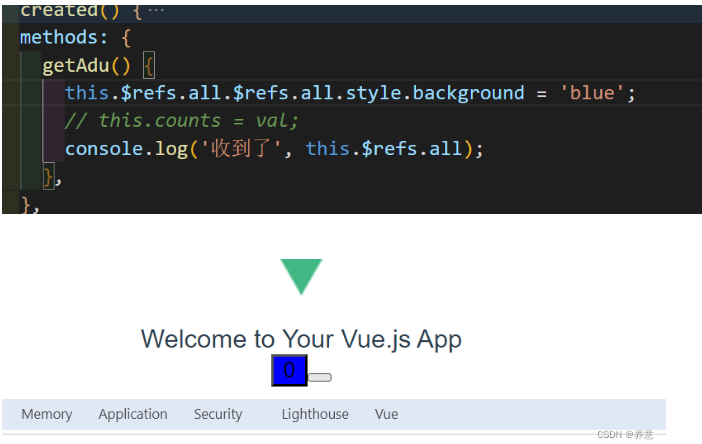 created() {···
methods: {
getAdu() {
this.$refs.all.$refs.all.style.background = 'blue';
// this.counts = val;
console.log('收到了', this.$refs.all);
},
},
Welcome to Your Vue.js App
0
Memory Application Security Lighthouse Vue
CSDN @养意